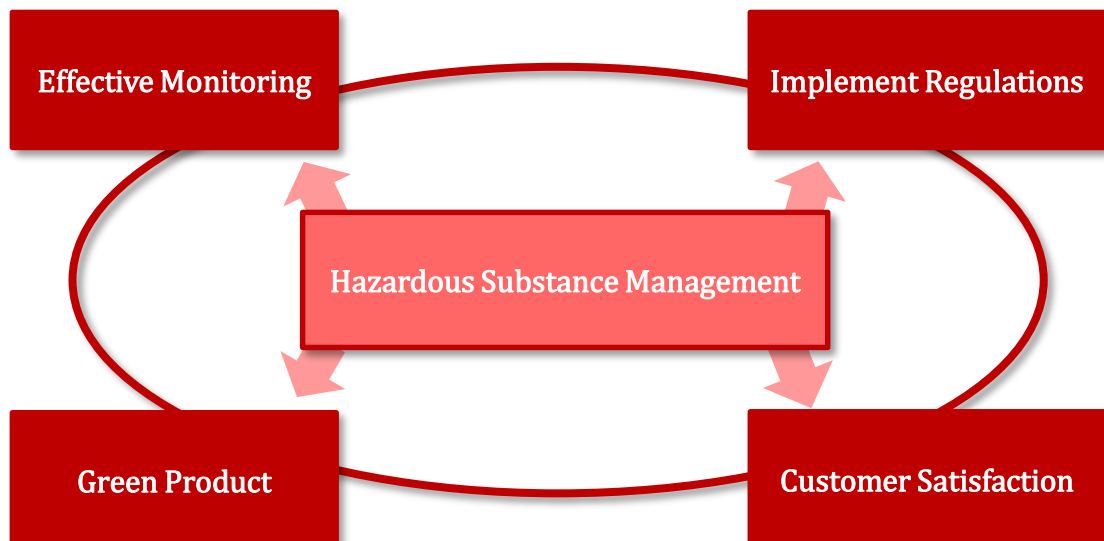 Effective Monitoring
Implement Regulations
Hazardous Substance Management
Green Product
Customer Satisfaction